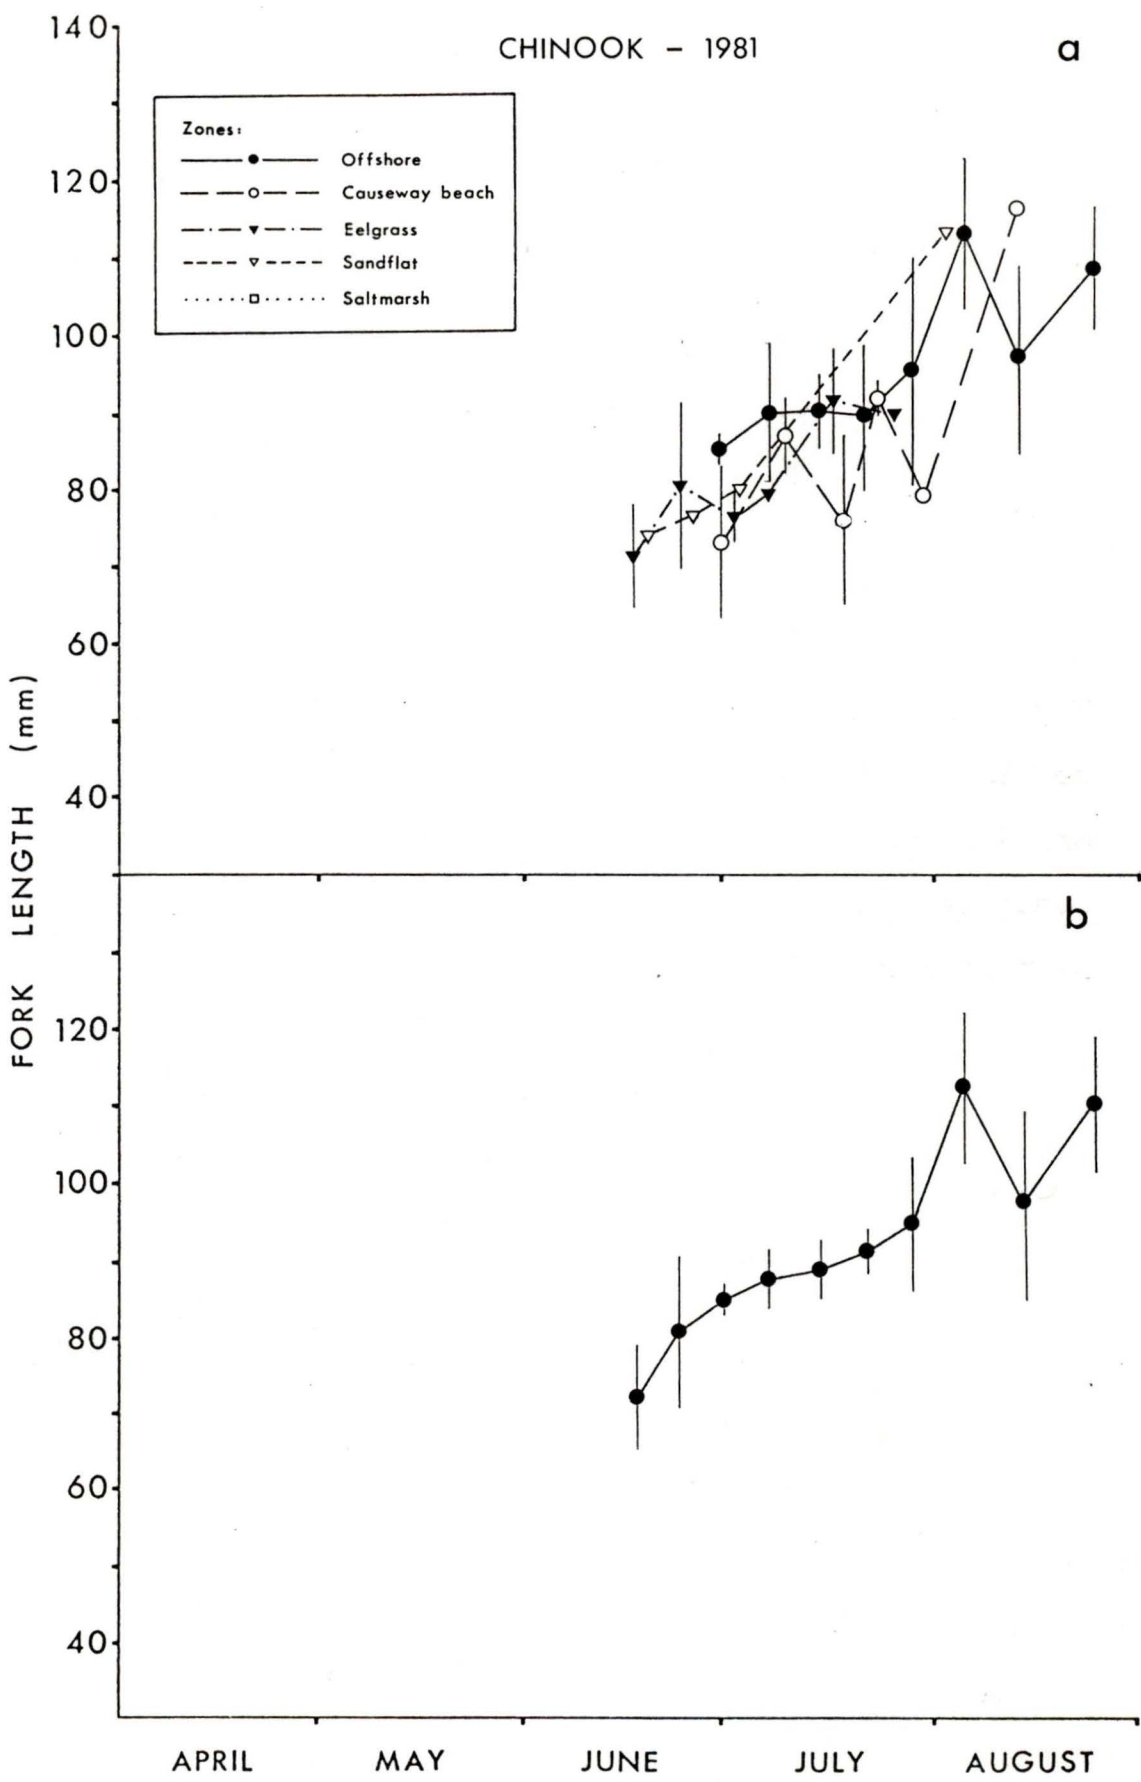 CHINOOK – 1981
a
Zones:
Offshore
Causeway beach
Eelgrass
Sandflat
Saltmarsh
140
120
100
80
60
40
FORK LENGTH (mm)
b
120
100
80
60
40
APRIL MAY JUNE JULY AUGUST